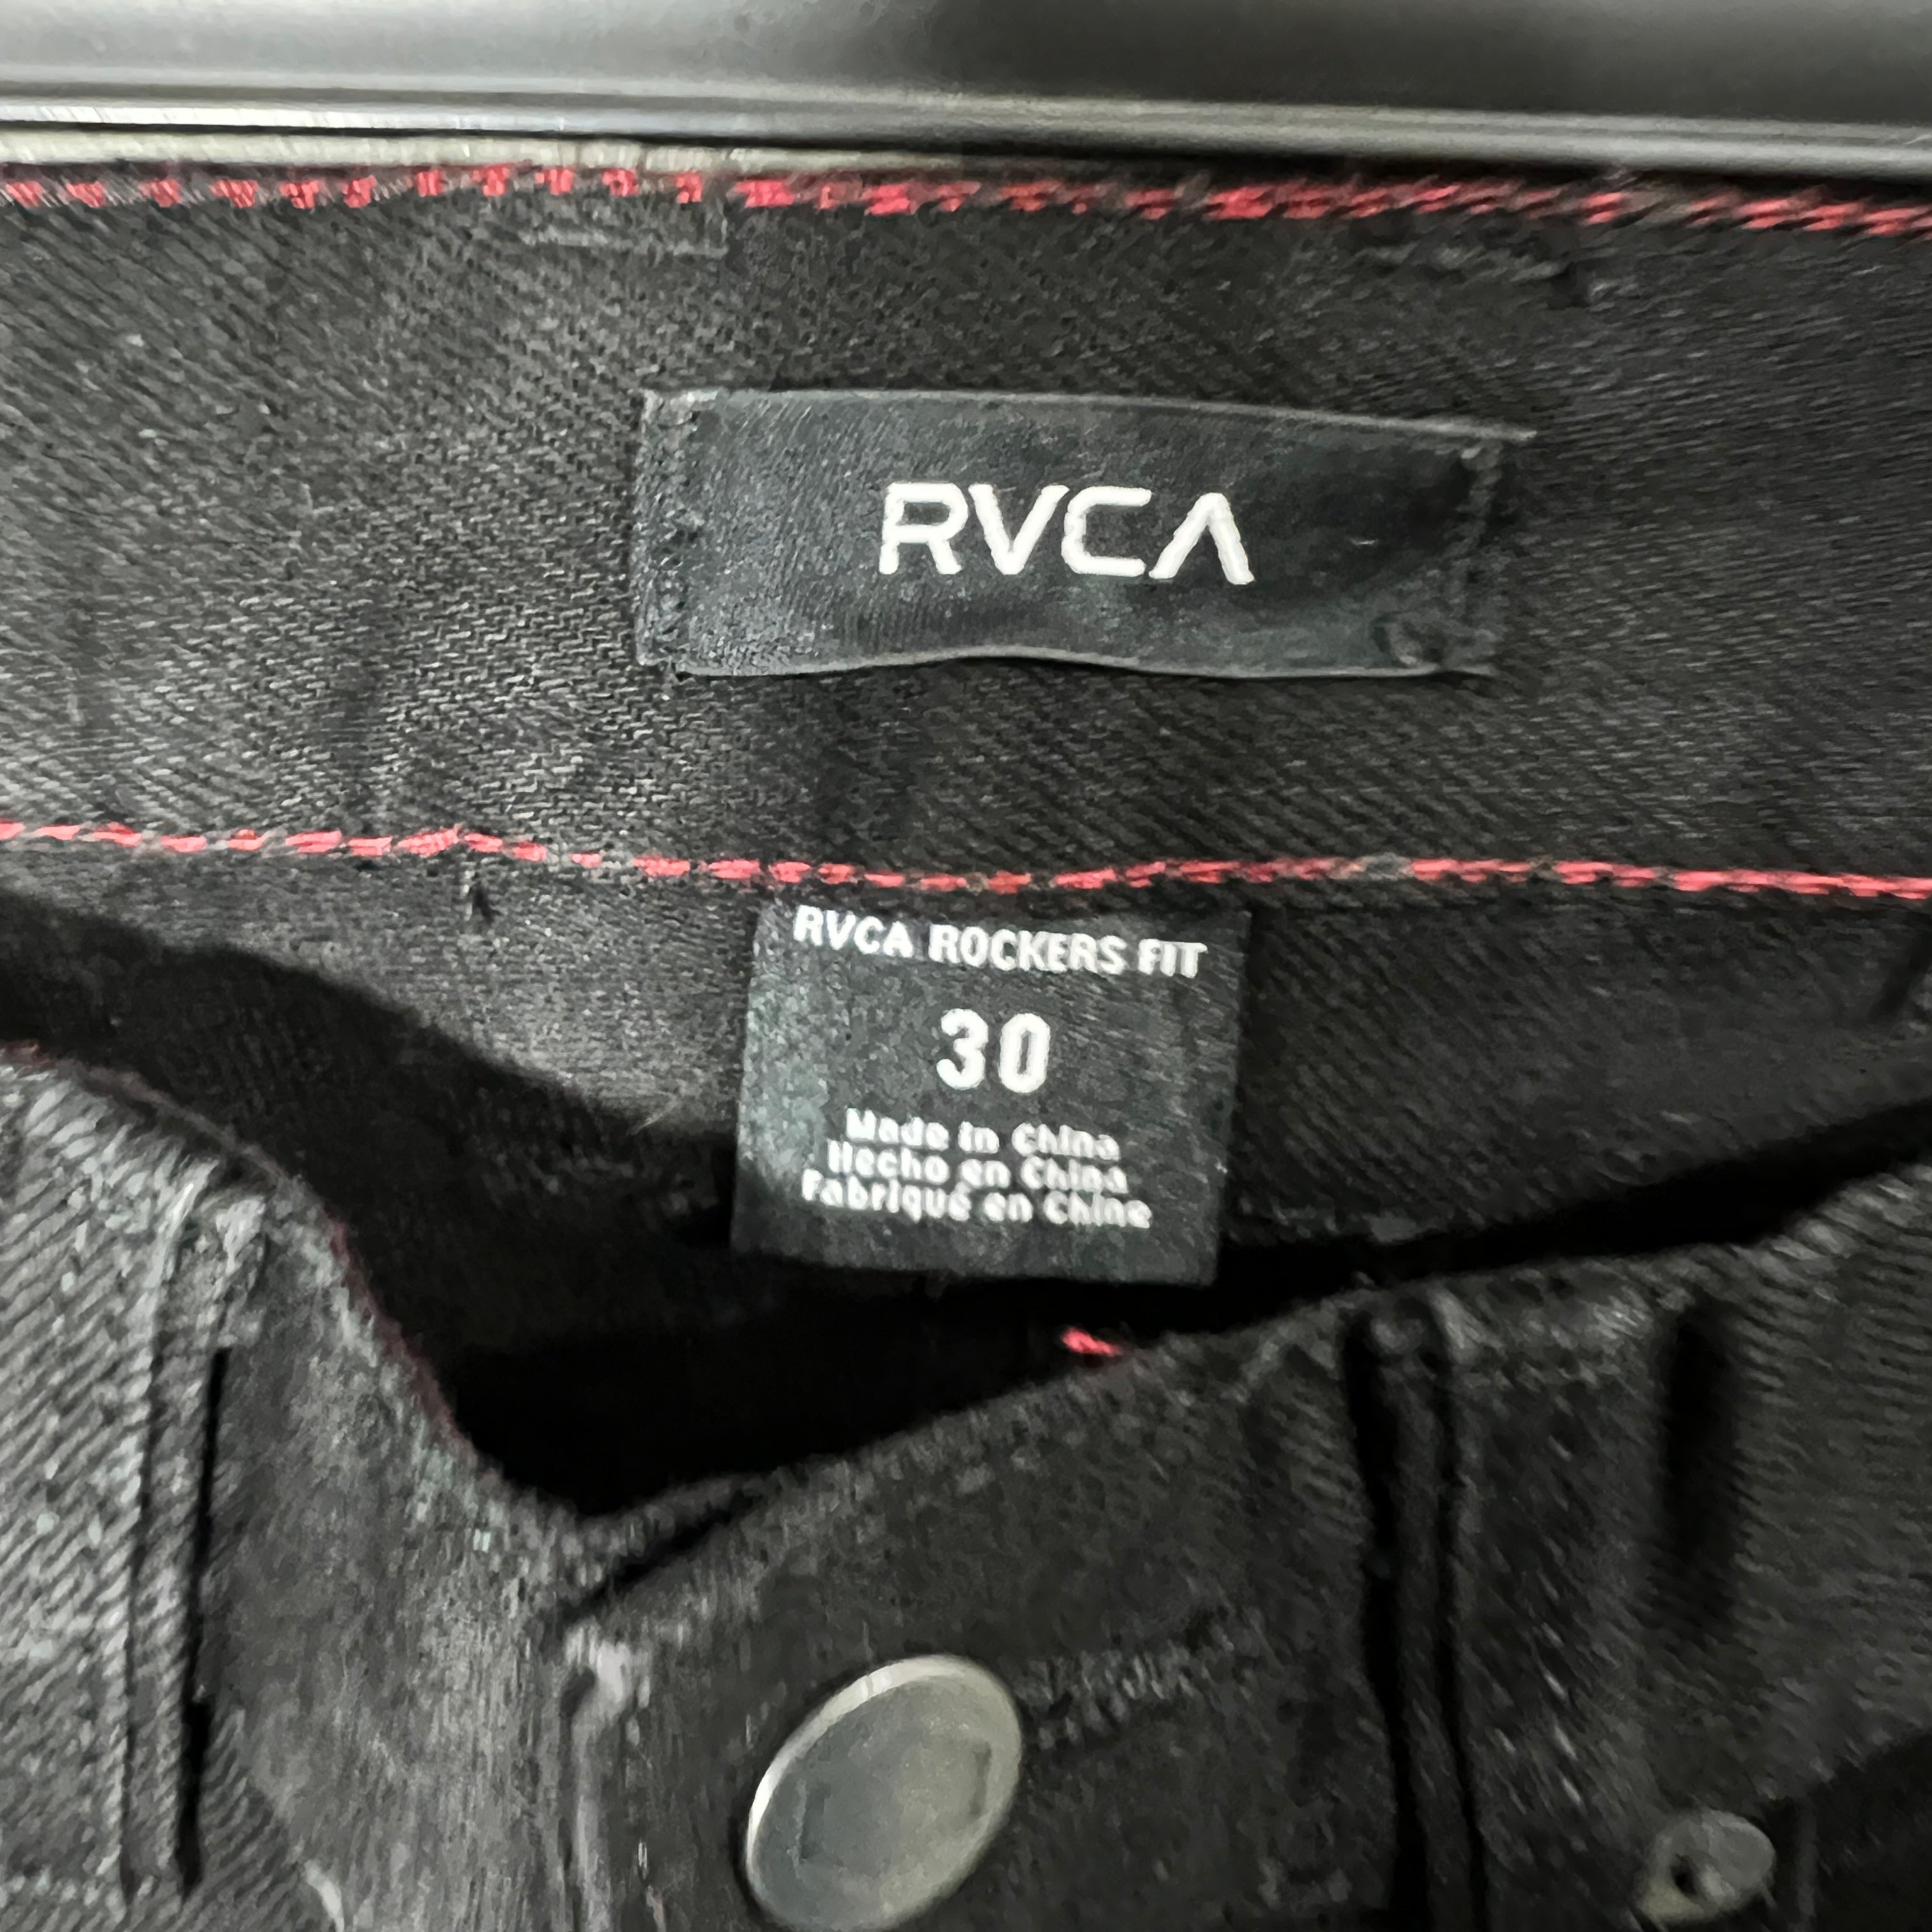 RVCA
RVCA ROCKERS FIT
30
Made in China
Hecho en China
Fabriqué en Chine